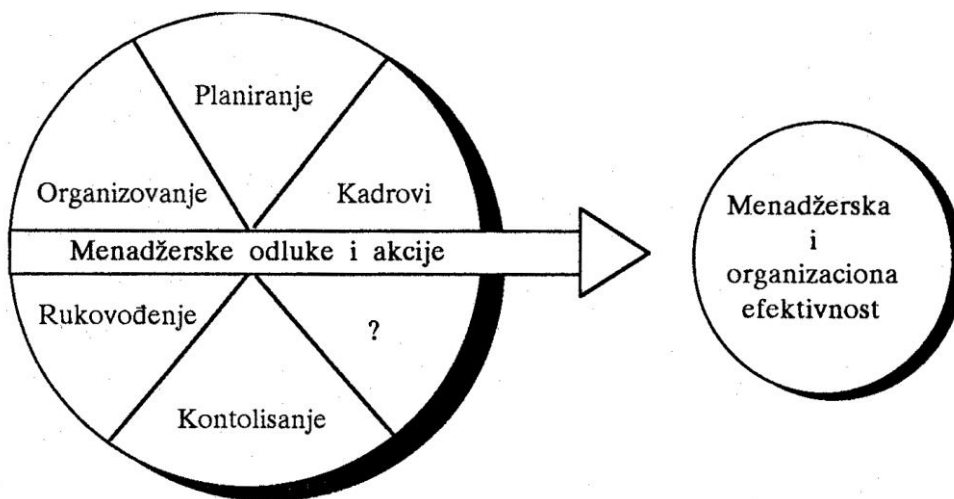 Planiranje
Organizovanje
Kadrovi
Menadžerske odluke i akcije
Rukovođenje
?
Kontolisanje
Menadžerska
i
organizaciona
efektivnost